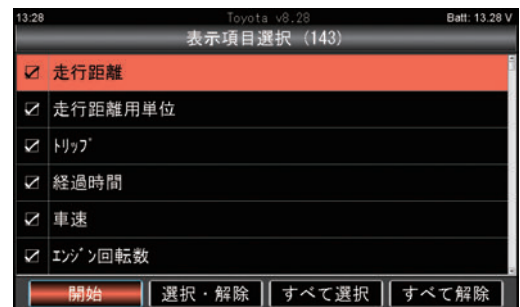 13:28 Toyota v8.28 Batt: 13.28 V
表示項目選択 (143)
走行距離
走行距離用単位
ﾄﾘｯﾌﾟ
経過時間
車速
ｴﾝｼﾞﾝ回転数
開始 選択・解除 すべて選択 すべて解除